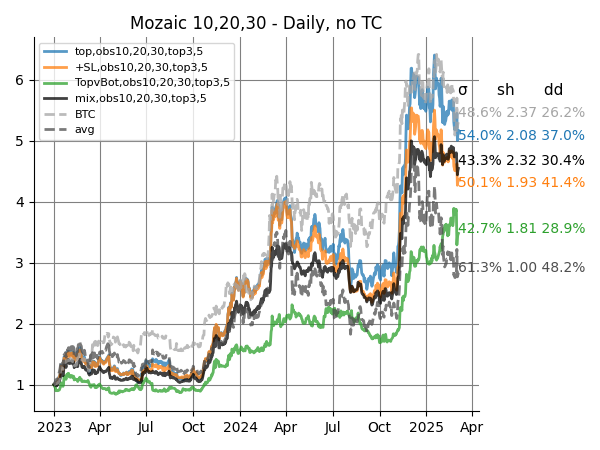 Mozaic 10,20,30 - Daily, no TC
top,obs10,20,30,top3,5
+SL,obs10,20,30,top3,5
TopvBot,obs10,20,30,top3,5
mix,obs10,20,30,top3,5
BTC
avg
σ sh dd
48.6% 2.37 26.2%
54.0% 2.08 37.0%
43.3% 2.32 30.4%
50.1% 1.93 41.4%
42.7% 1.81 28.9%
61.3% 1.00 48.2%
6
5
4
3
2
1
2023 Apr Jul Oct 2024 Apr Jul Oct 2025 Apr